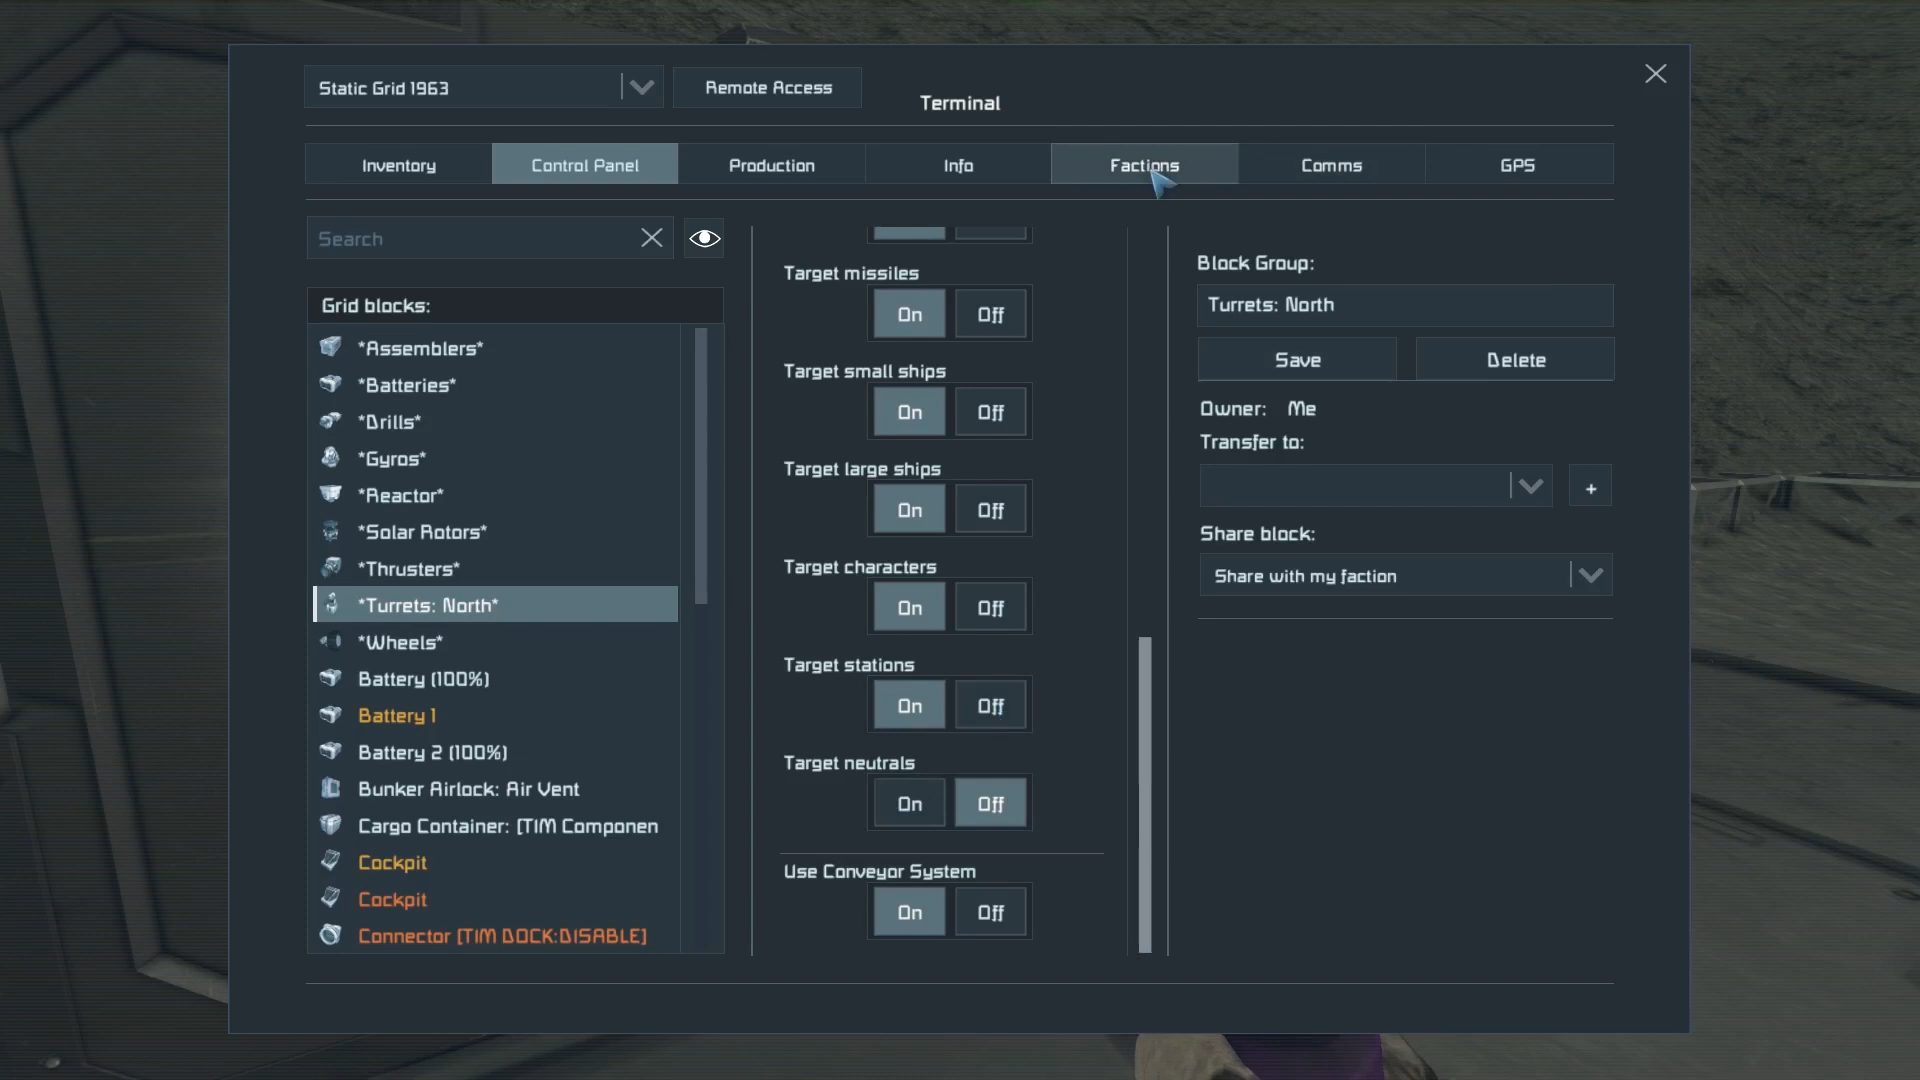 Static Grid 1963
Remote Access
Terminal
Inventory
Control Panel
Production
Info
Factions
Comms
GPS
Search
Grid blocks:
*Assemblers*
*Batteries*
*Drills*
*Gyros*
*Reactor*
*Solar Rotors*
*Thrusters*
*Turrets: North*
*Wheels*
Battery (100%)
Battery 1
Battery 2 (100%)
Bunker Airlock: Air Vent
Cargo Container: [TIM Componen
Cockpit
Cockpit
Connector [TIM DOCK:DISABLE]
Target missiles
On Off
Target small ships
On Off
Target large ships
On Off
Target characters
On Off
Target stations
On Off
Target neutrals
On Off
Use Conveyor System
On Off
Block Group:
Turrets: North
Save
Delete
Owner: Me
Transfer to:
+
Share block:
Share with my faction